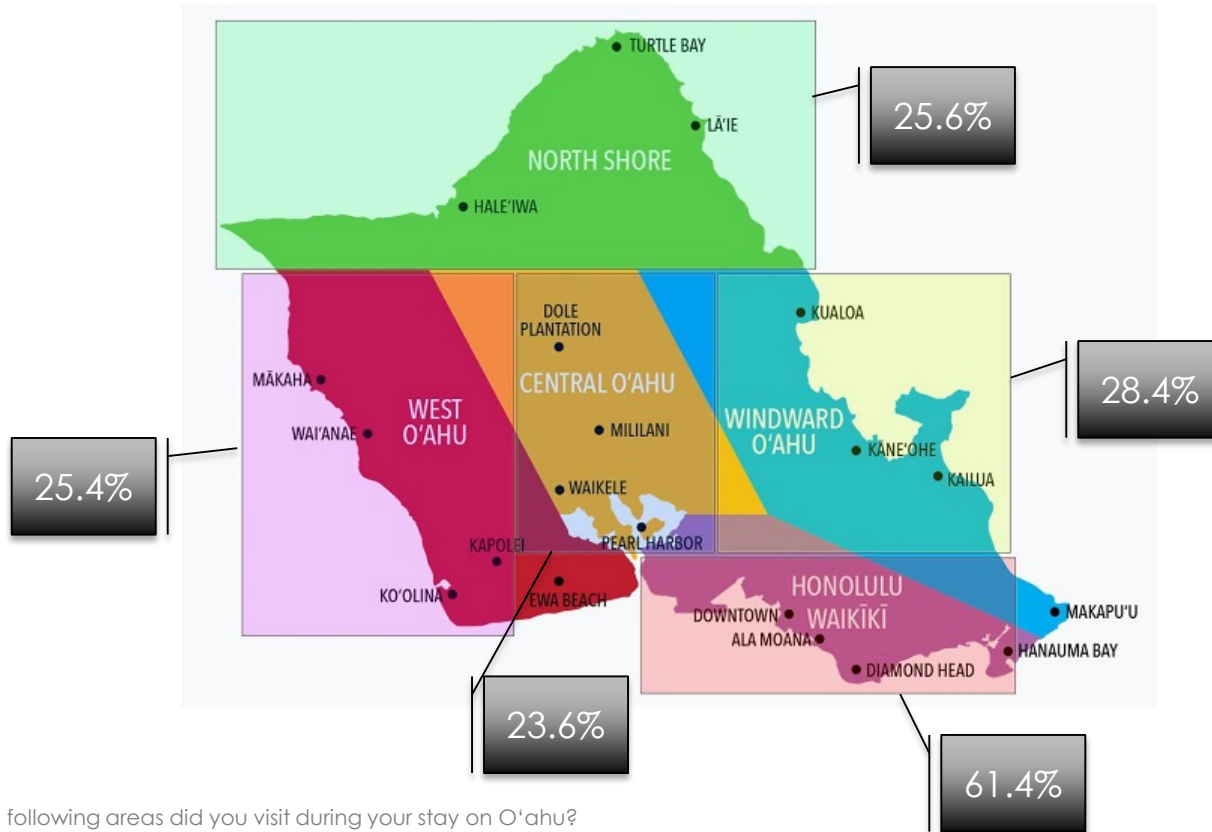 TURTLE BAY
25.6%
LĀ‘IE
NORTH SHORE
HALE‘IWA
KUALOA
DOLE
PLANTATION
28.4%
MĀKAHA
CENTRAL O‘AHU
WEST
O‘AHU
WINDWARD
O‘AHU
WAI‘ANAE
MILILANI
KĀNE‘OHE
KAILUA
25.4%
WAIKELE
PEARL HARBOR
KAPOLEI
KO‘OLINA
EWA BEACH
HONOLULU
WAIKĪKĪ
DOWNTOWN
MAKAPU‘U
ALA MOANA
HANAUMA BAY
DIAMOND HEAD
23.6%
61.4%
following areas did you visit during your stay on O‘ahu?